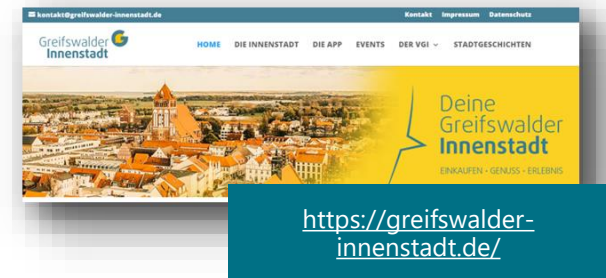 kontakt@greifswalder-innenstadt.de Kontakt Impressum Datenschutz
Greifswalder
Innenstadt
HOME DIE INNENSTADT DIE APP EVENTS DER VGI STADTGESCHICHTEN
Deine
Greifswalder
Innenstadt
EINKAUFEN • GENUSS • ERLEBNIS
https://greifswalder-
innenstadt.de/